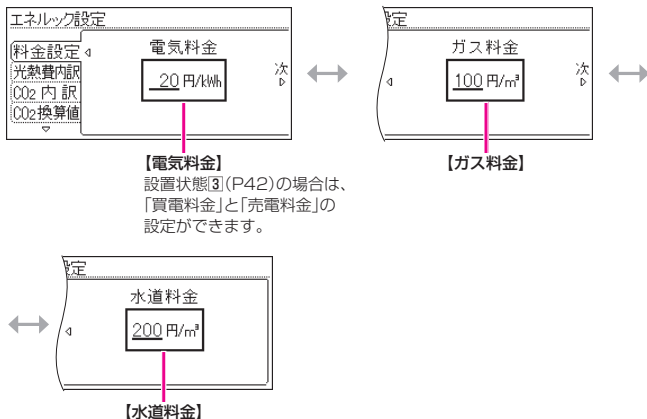 エネルック設定
料金設定
光熱費内訳
CO2 内 訳
CO2換算値
電気料金
20 円/kWh
次
【電気料金】
設置状態3(P42)の場合は、
「買電料金」と「売電料金」の
設定ができます。
定
ガス料金
100 円/m³
次
【ガス料金】
設定
水道料金
200 円/m³
【水道料金】